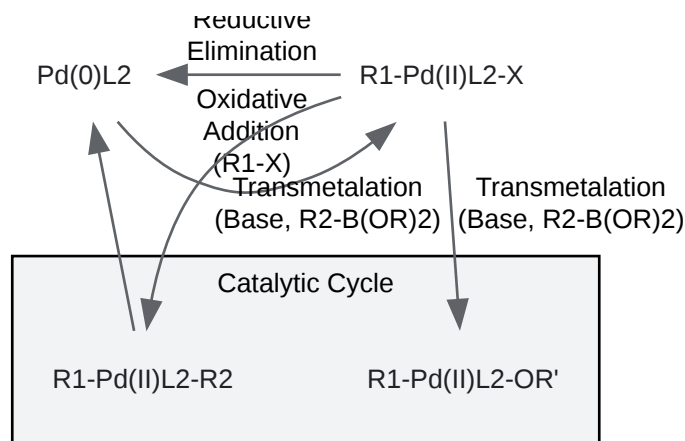 Reductive
Elimination
Pd(0)L2
R1-Pd(II)L2-X
Oxidative
Addition
(R1-X)
Transmetalation
(Base, R2-B(OR)2)
Transmetalation
(Base, R2-B(OR)2)
Catalytic Cycle
R1-Pd(II)L2-R2
R1-Pd(II)L2-OR'